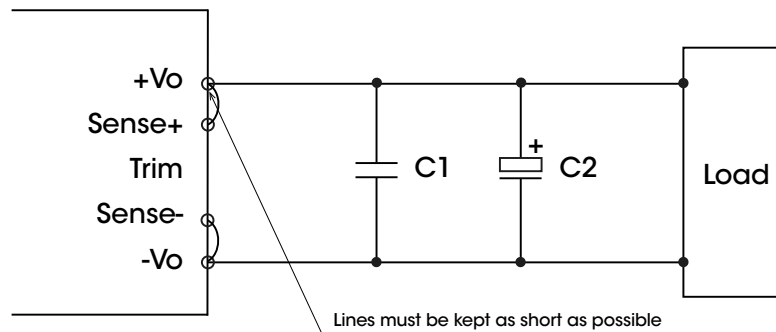 +Vo
Sense+
Trim
Sense-
-Vo
C1
+
C2
Load
Lines must be kept as short as possible